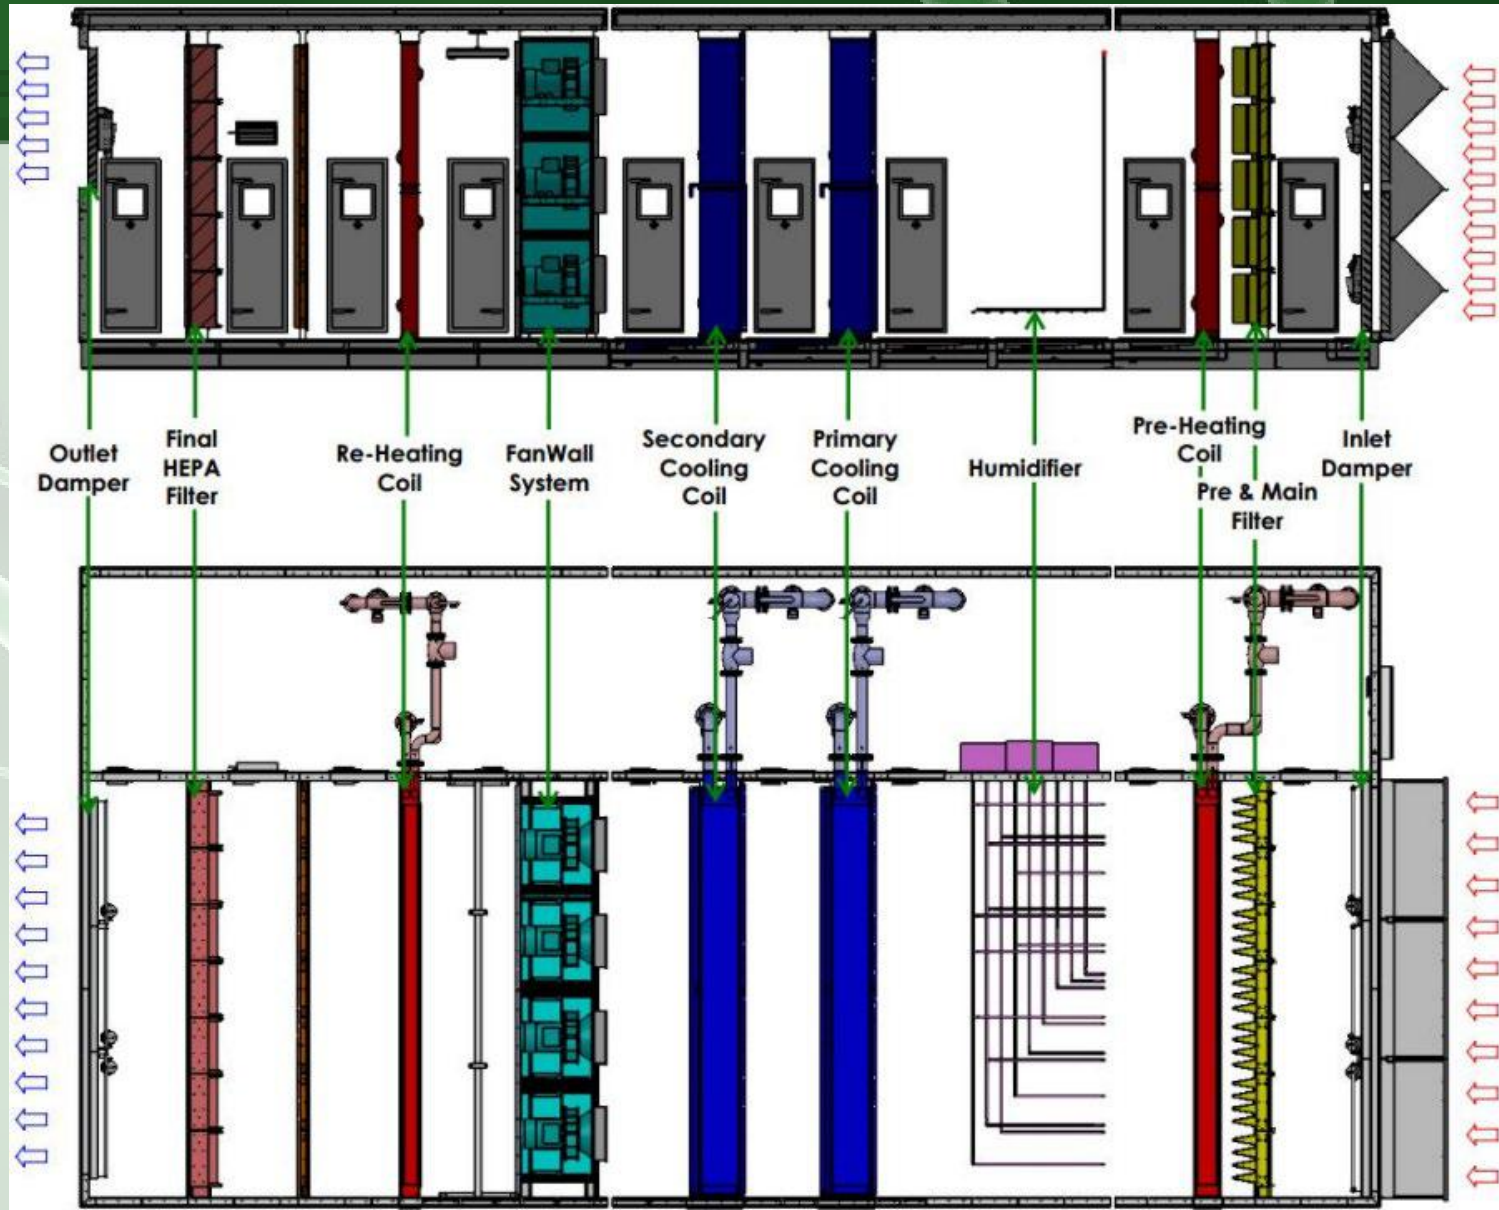 Outlet
Damper
Final
HEPA
Filter
Re-Heating
Coil
FanWall
System
Secondary
Cooling
Coil
Primary
Cooling
Coil
Humidifier
Pre-Heating
Coil
Pre & Main
Filter
Inlet
Damper